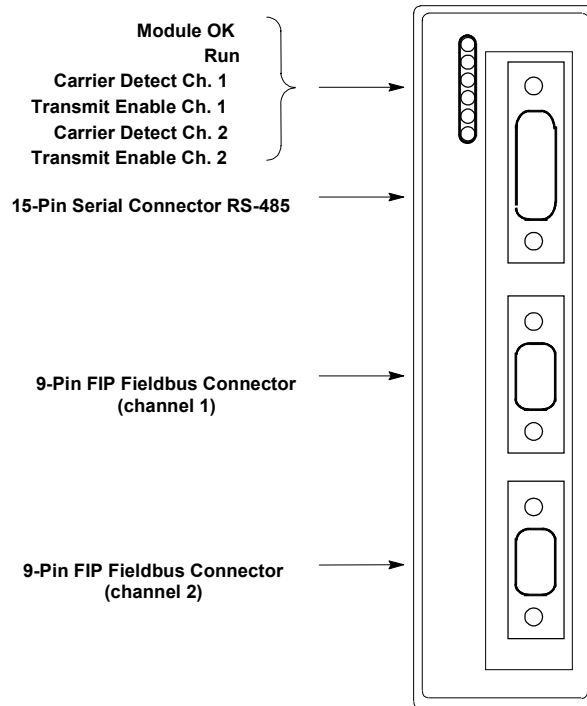 Module OK
Run
Carrier Detect Ch. 1
Transmit Enable Ch. 1
Carrier Detect Ch. 2
Transmit Enable Ch. 2
15-Pin Serial Connector RS-485
9-Pin FIP Fieldbus Connector
(channel 1)
9-Pin FIP Fieldbus Connector
(channel 2)